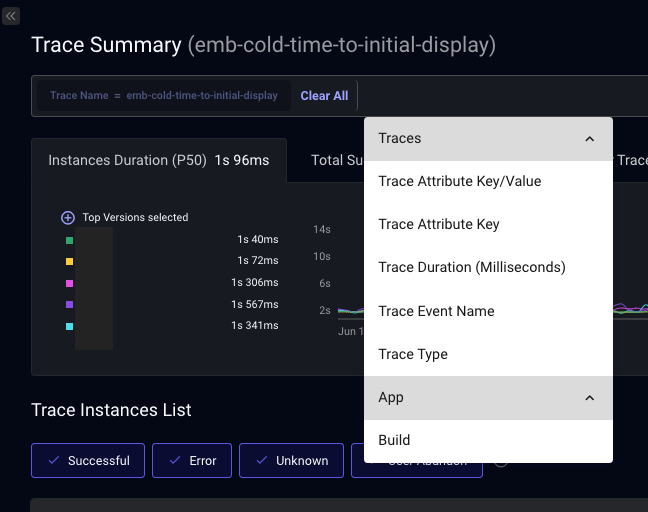 Trace Summary (emb-cold-time-to-initial-display)
Trace Name = emb-cold-time-to-initial-display Clear All
Traces
Instances Duration (P50) 1s 96ms
Total Su
Trace
Trace Attribute Key/Value
Top Versions selected
Trace Attribute Key
14s
1s 40ms
10s
1s 72ms
Trace Duration (Milliseconds)
6s
1s 306ms
1s 567ms
2s
Trace Event Name
1s 341ms
Jun 1
Trace Type
App
Trace Instances List
Build
Successful
Error
Unknown